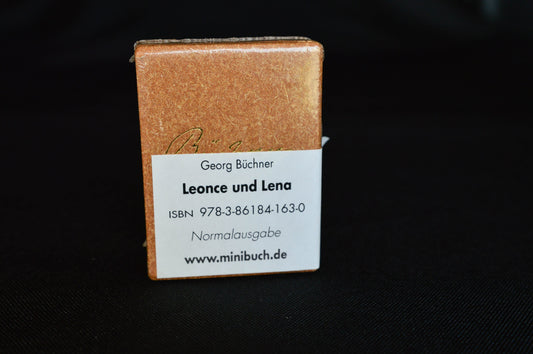 Georg Büchner
Leonce und Lena
ISBN 978-3-86184-163-0
Normalausgabe
www.minibuch.de